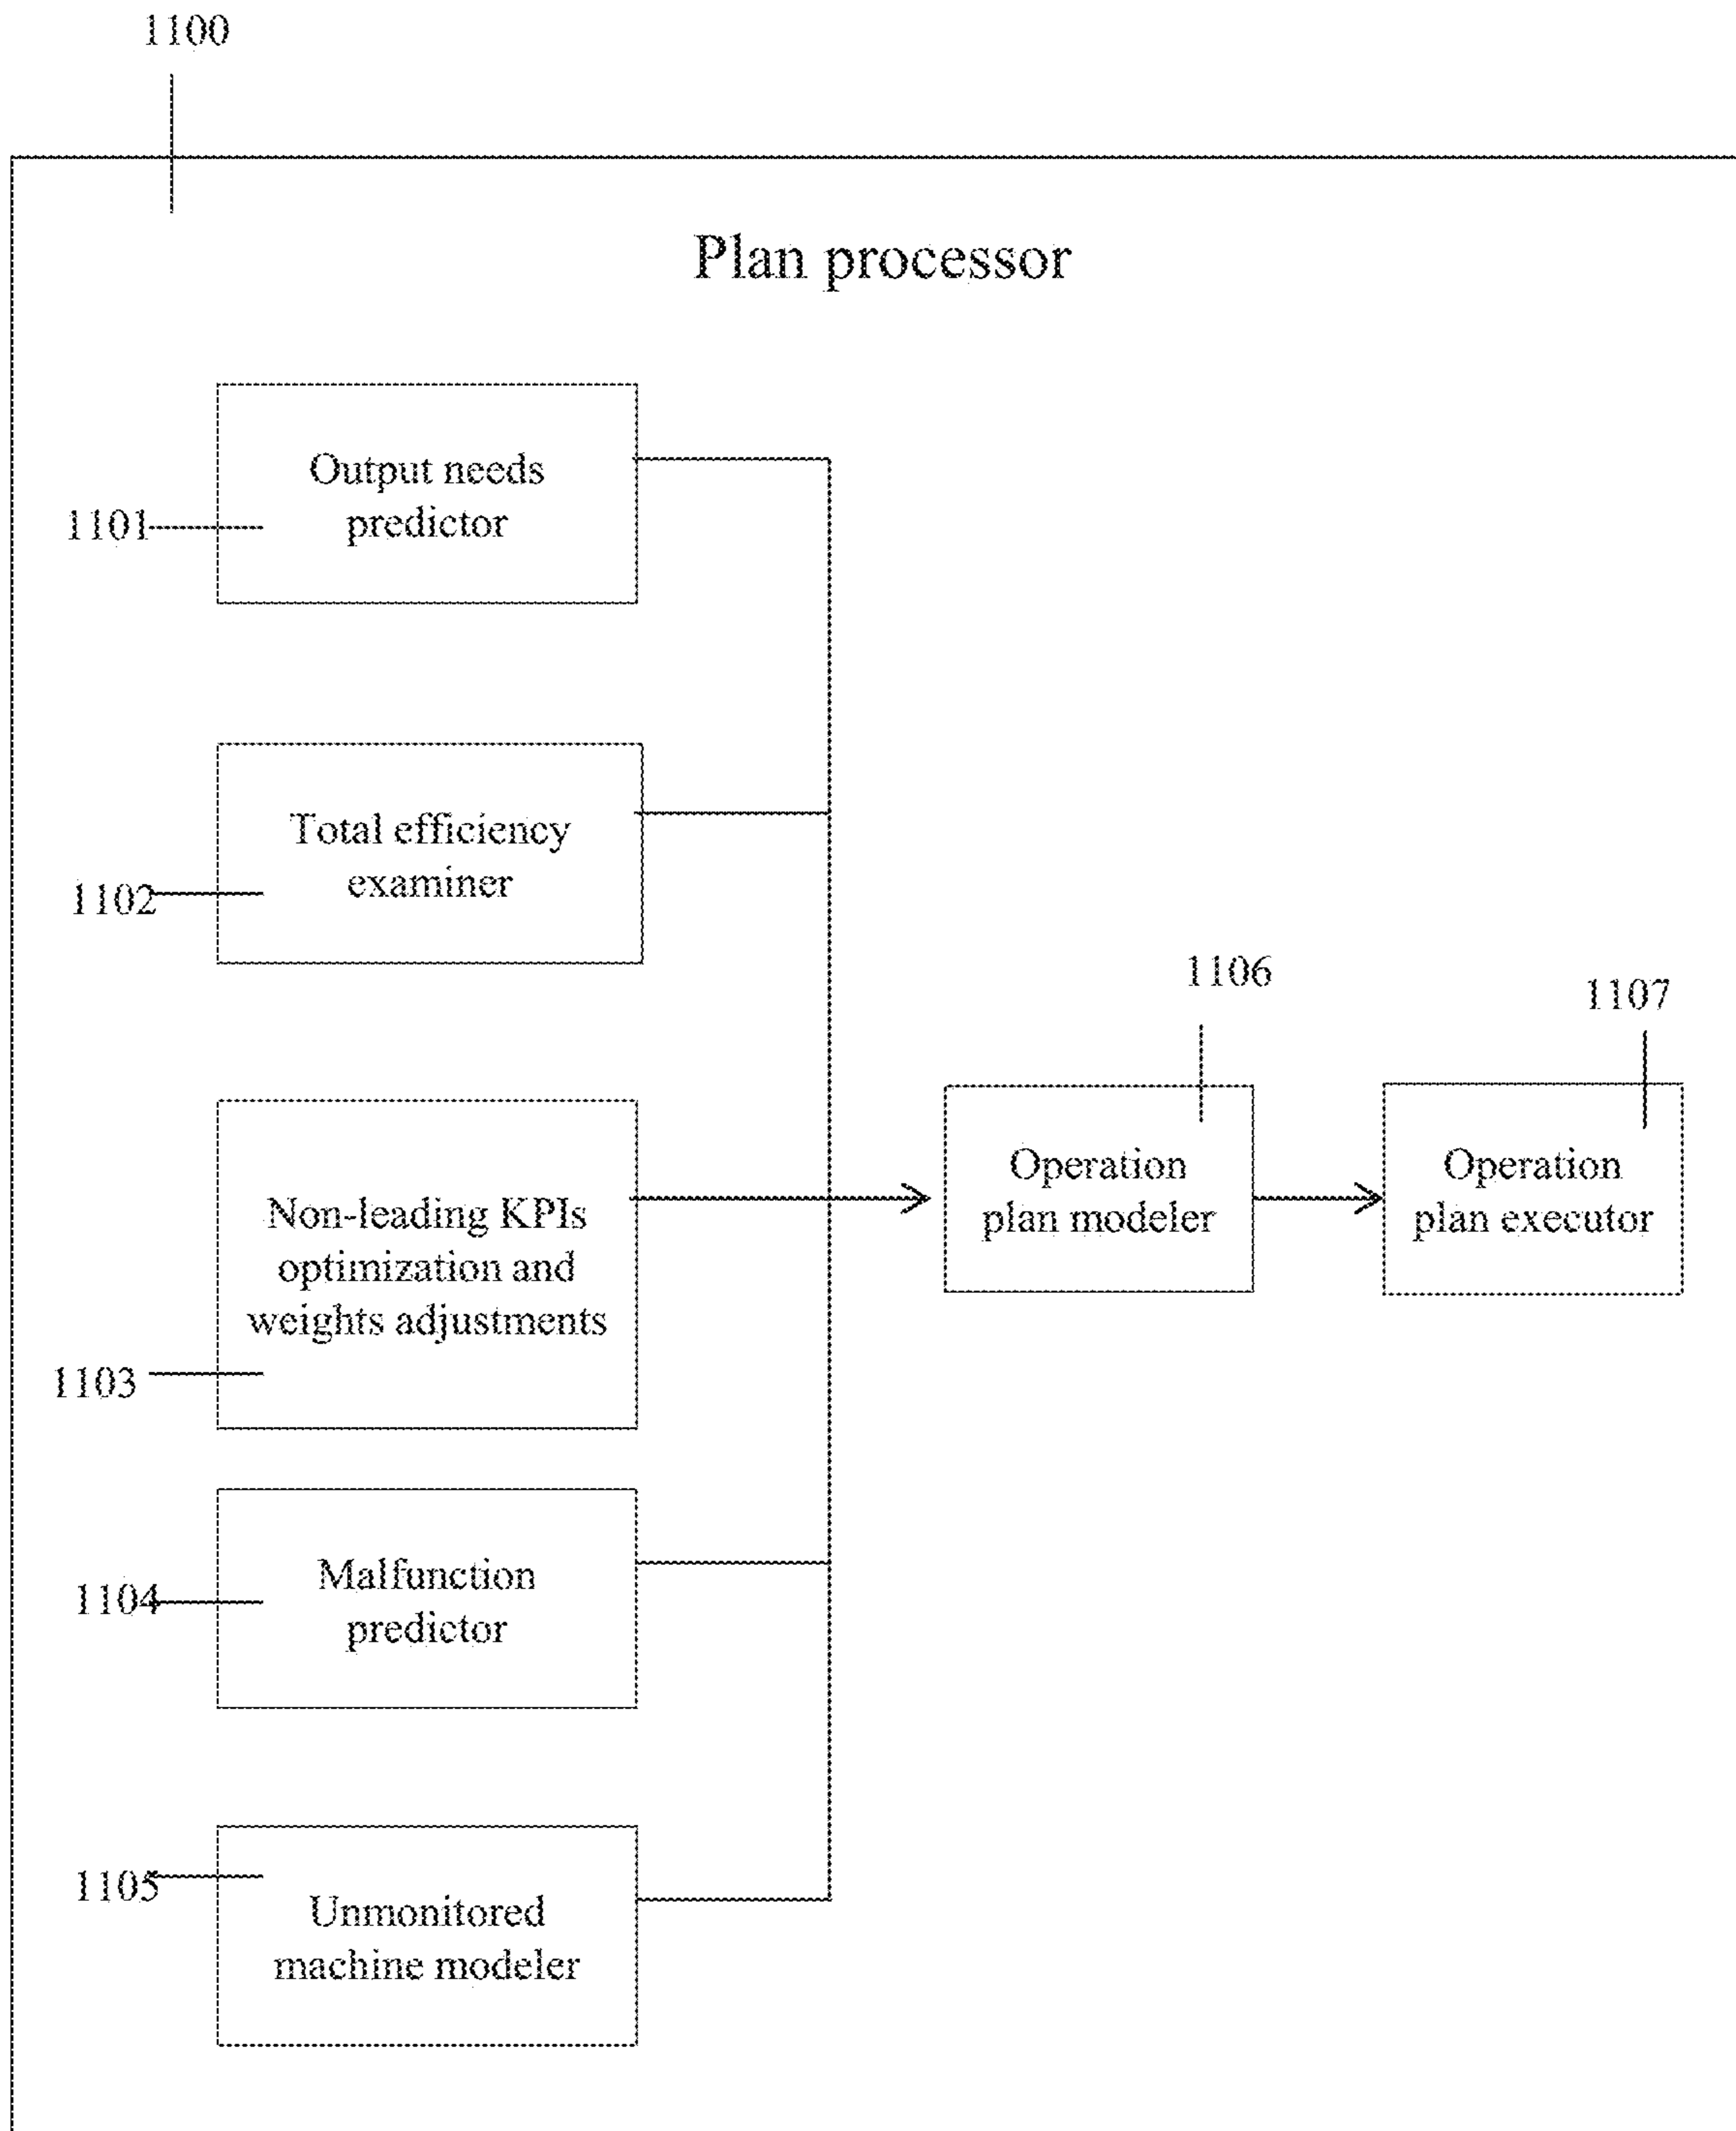 1100
Plan processor
Output needs
predictor
1101
Total efficiency
examiner
1102
1106
1107
Operation
plan modeler
Operation
plan executor
Non-leading KPIs
optimization and
weights adjustments
1103
Malfunction
predictor
1104
1105
Unmonitored
machine modeler